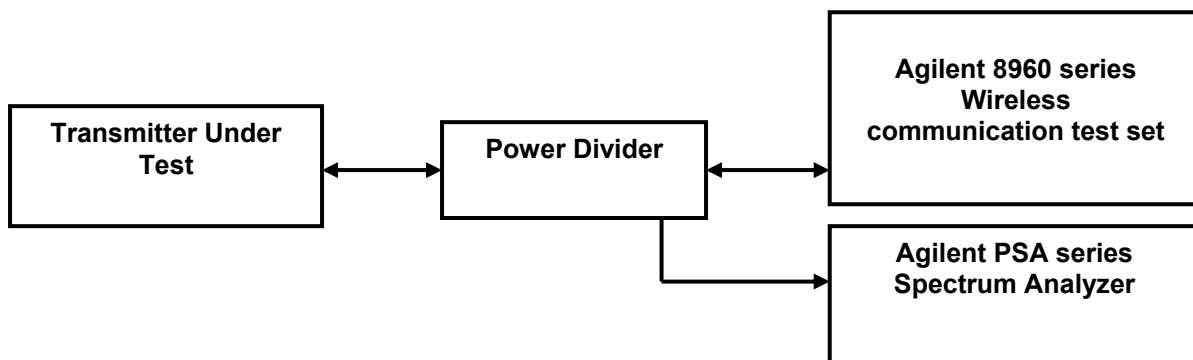 Transmitter Under
Test
Power Divider
Agilent 8960 series
Wireless
communication test set
Agilent PSA series
Spectrum Analyzer